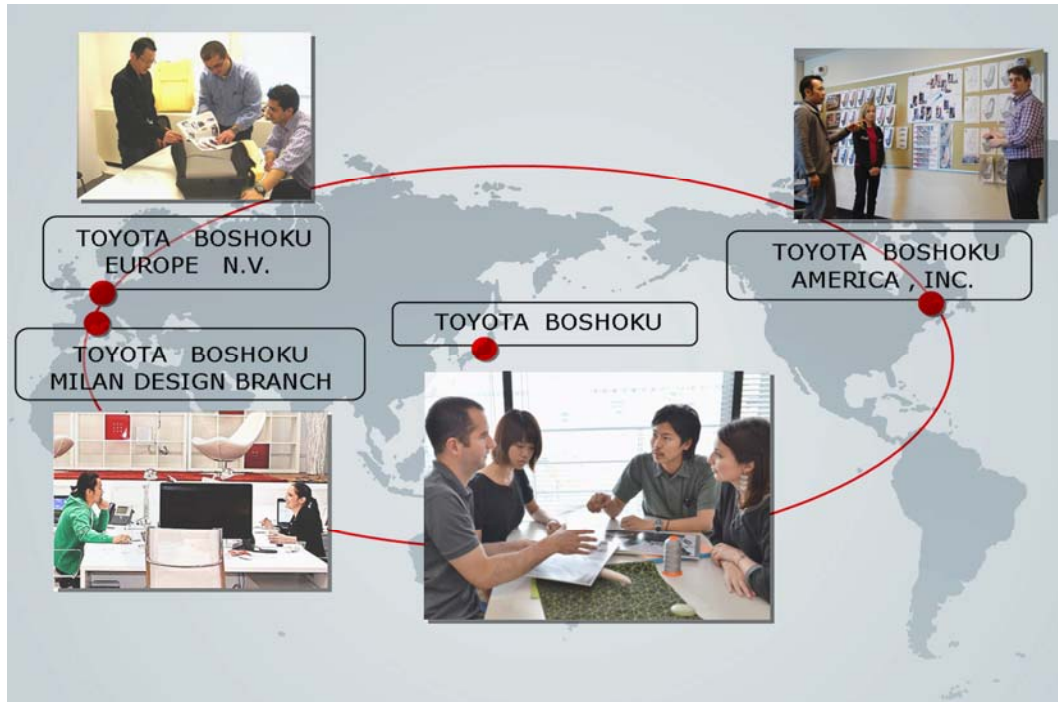 TOYOTA BOSHOKU
EUROPE N.V.
TOYOTA BOSHOKU
MILAN DESIGN BRANCH
TOYOTA BOSHOKU
TOYOTA BOSHOKU
AMERICA , INC.